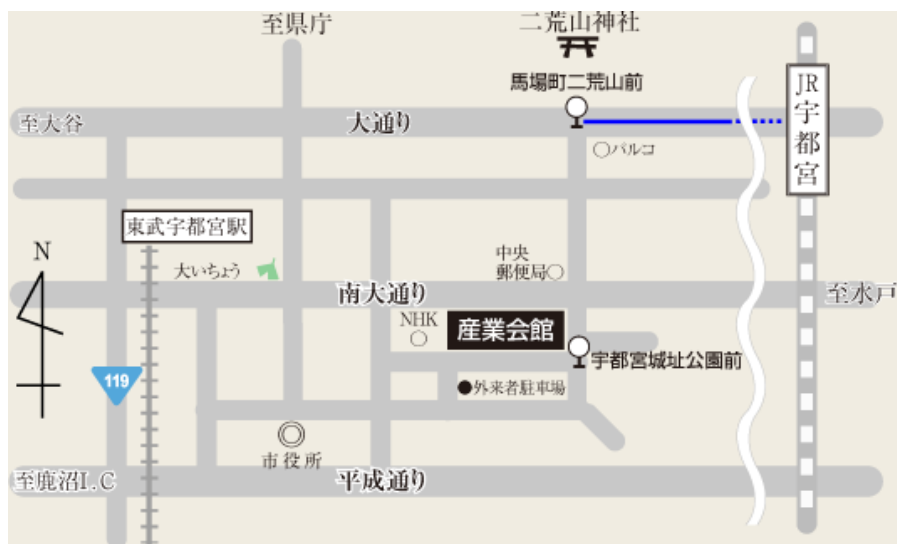 至県庁
二荒山神社
馬場町二荒山前
JR宇都宮
至大谷
大通り
○パルコ
東武宇都宮駅
N
大いちょう
中央
郵便局○
南大通り
至水戸
NHK
○
産業会館
宇都宮城址公園前
119
●外来者駐車場
◎
市役所
至鹿沼I.C
平成通り